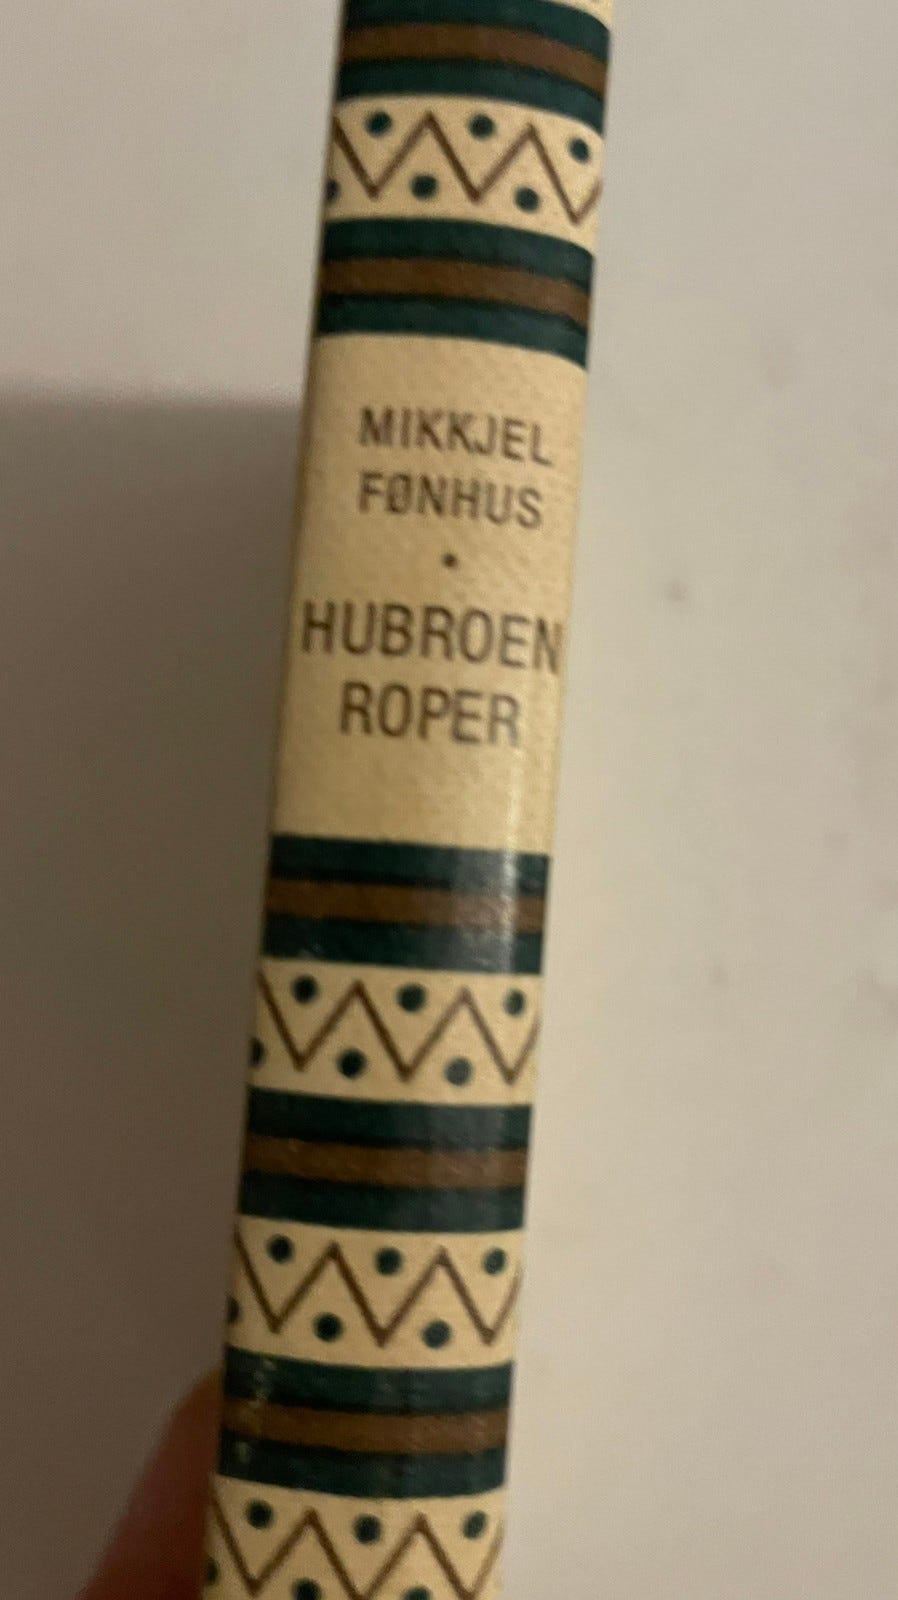 MIKKJEL
FØNHUS
•
HUBROEN
ROPER